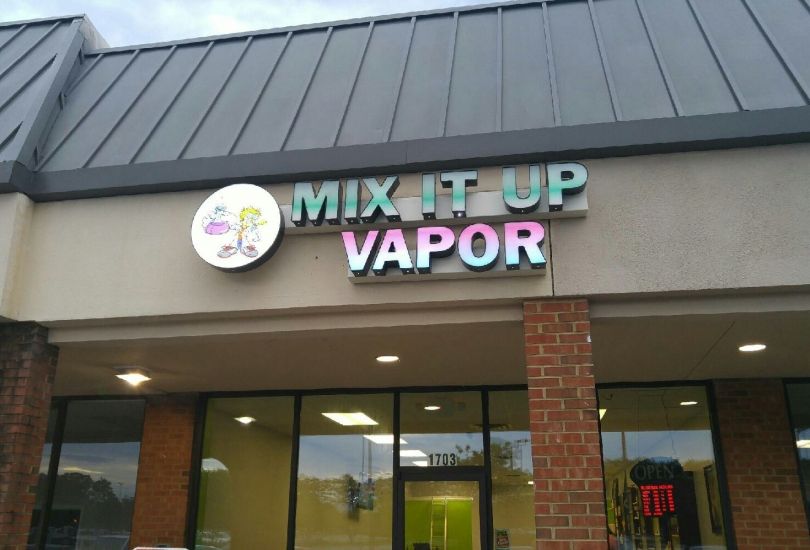 MIX IT UP
VAPOR
1703
OPEN